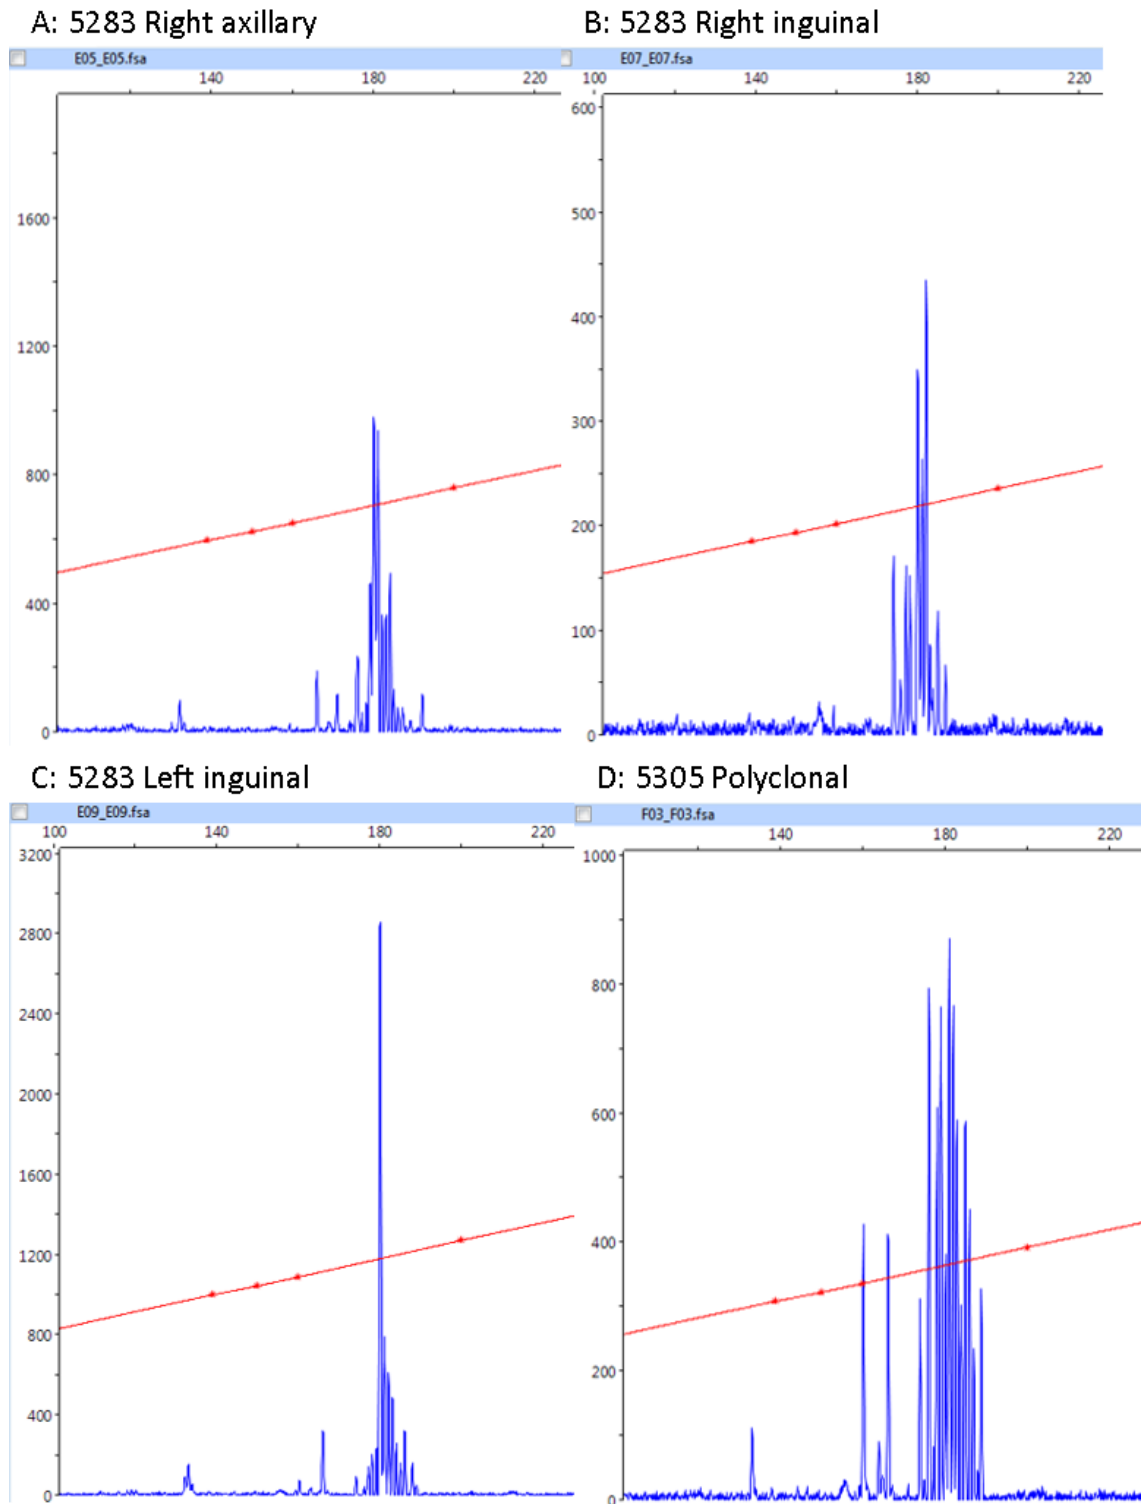 A: 5283 Right axillary
E05_E05.fsa
140 180 220
1600
1200
800
400
0
B: 5283 Right inguinal
E07_E07.fsa
100 140 180 220
600
500
400
300
200
100
0
C: 5283 Left inguinal
E09_E09.fsa
100 140 180 220
3200
2800
2400
2000
1600
1200
800
400
0
D: 5305 Polyclonal
F03_F03.fsa
140 180 220
1000
800
600
400
200
0